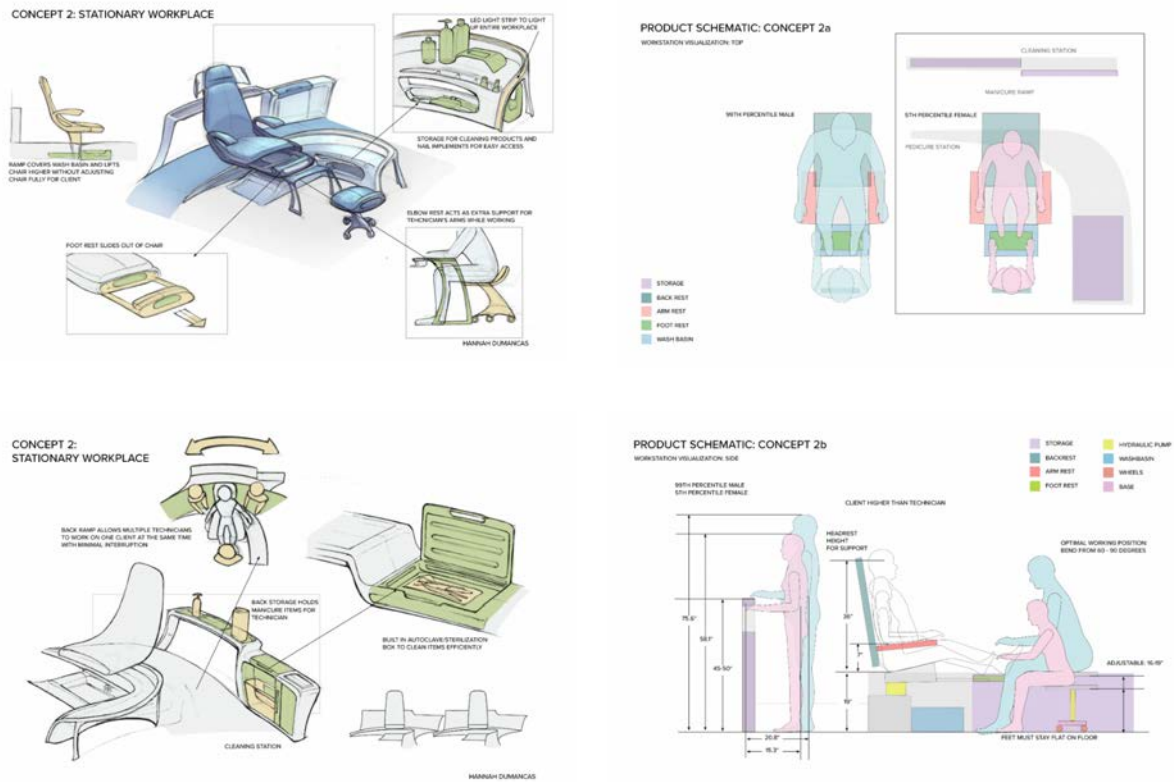 CONCEPT 2: STATIONARY WORKPLACE
LED LIGHT STRIP TO LIGHT
UP ENTIRE WORKPLACE
STORAGE FOR CLEANING PRODUCTS AND
NAIL IMPLEMENTS FOR EASY ACCESS
RAMP COVERS WASH BASIN AND LIFTS
CHAIR HIGHER WITHOUT ADJUSTING
CHAIR FULLY FOR CLIENT
ELBOW REST ACTS AS EXTRA SUPPORT FOR
TEHCNICIAN'S ARMS WHILE WORKING
FOOT REST SLIDES OUT OF CHAIR
HANNAH DUMANCAS
PRODUCT SCHEMATIC: CONCEPT 2a
WORKSTATION VISUALIZATION: TOP
CLEANING STATION
MANICURE RAMP
99TH PERCENTILE MALE
5TH PERCENTILE FEMALE
PEDICURE STATION
STORAGE
BACK REST
ARM REST
FOOT REST
WASH BASIN
CONCEPT 2:
STATIONARY WORKPLACE
BACK RAMP ALLOWS MULTIPLE TECHNICIANS
TO WORK ON ONE CLIENT AT THE SAME TIME
WITH MINIMAL INTERRUPTION
BACK STORAGE HOLDS
MANICURE ITEMS FOR
TECHNICIAN
BUILT IN AUTOCLAVE/STERILIZATION
BOX TO CLEAN ITEMS EFFICIENTLY
CLEANING STATION
HANNAH DUMANCAS
PRODUCT SCHEMATIC: CONCEPT 2b
WORKSTATION VISUALIZATION: SIDE
STORAGE
BACKREST
ARM REST
FOOT REST
HYDRAULIC PUMP
WASHBASIN
WHEELS
BASE
99TH PERCENTILE MALE
5TH PERCENTILE FEMALE
CLIENT HIGHER THAN TECHNICIAN
HEADREST
HEIGHT
FOR SUPPORT
OPTIMAL WORKING POSITION:
BEND FROM 60 - 90 DEGREES
75.6"
58.1"
45-50"
36"
7"
19"
ADJUSTABLE: 16-19"
20.8"
15.3"
FEET MUST STAY FLAT ON FLOOR